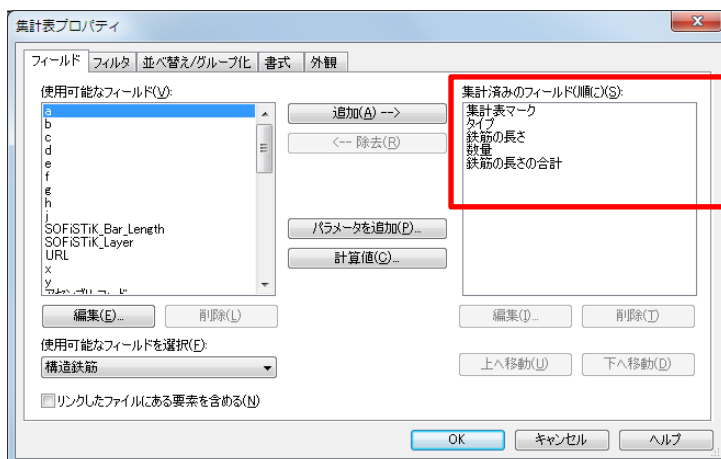 集計表プロパティ
フィールド フィルタ 並べ替え/グループ化 書式 外観
使用可能なフィールド(V):
a
b
c
d
e
f
g
h
j
SOFiSTiK_Bar_Length
SOFiSTiK_Layer
URL
x
y
追加(A) -->
<-- 除去(R)
パラメータを追加(P)...
計算値(C)...
集計済みのフィールド(順に)(S):
集計表マーク
タイプ
鉄筋の長さ
数量
鉄筋の長さの合計
編集(E)...
削除(L)
編集(I)...
削除(T)
使用可能なフィールドを選択(F):
構造鉄筋
上へ移動(U)
下へ移動(D)
リンクしたファイルにある要素を含める(N)
OK
キャンセル
ヘルプ